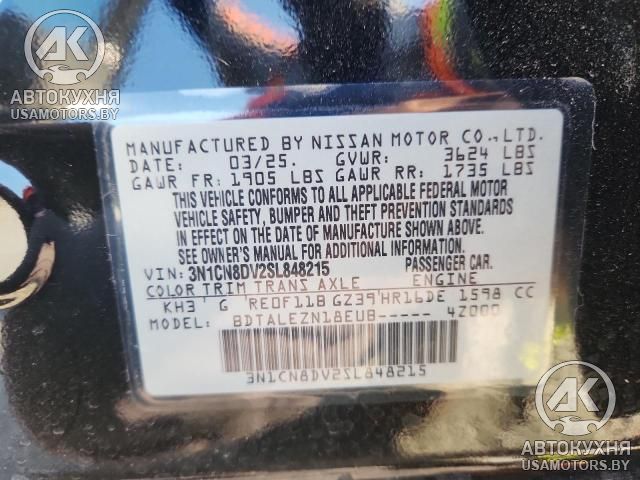 AK
АВТОКУХНЯ
USAMOTORS.BY
MANUFACTURED BY NISSAN MOTOR CO.,LTD.
DATE: 03/25. GVWR: 3624 LBS
GAWR FR: 1905 LBS GAWR RR: 1735 LBS
THIS VEHICLE CONFORMS TO ALL APPLICABLE FEDERAL MOTOR
VEHICLE SAFETY, BUMPER AND THEFT PREVENTION STANDARDS
IN EFFECT ON THE DATE OF MANUFACTURE SHOWN ABOVE.
SEE OWNER'S MANUAL FOR ADDITIONAL INFORMATION.
VIN: 3N1CN8DV2SL848215 PASSENGER CAR.
COLOR TRIM TRANS AXLE ENGINE
KH3 G RE0F11B GZ39 HR16DE 1598 CC
MODEL: BDTALEZN18EUB----- 4Z000
3N1CN8DV2SL848215
AK
АВТОКУХНЯ
USAMOTORS.BY